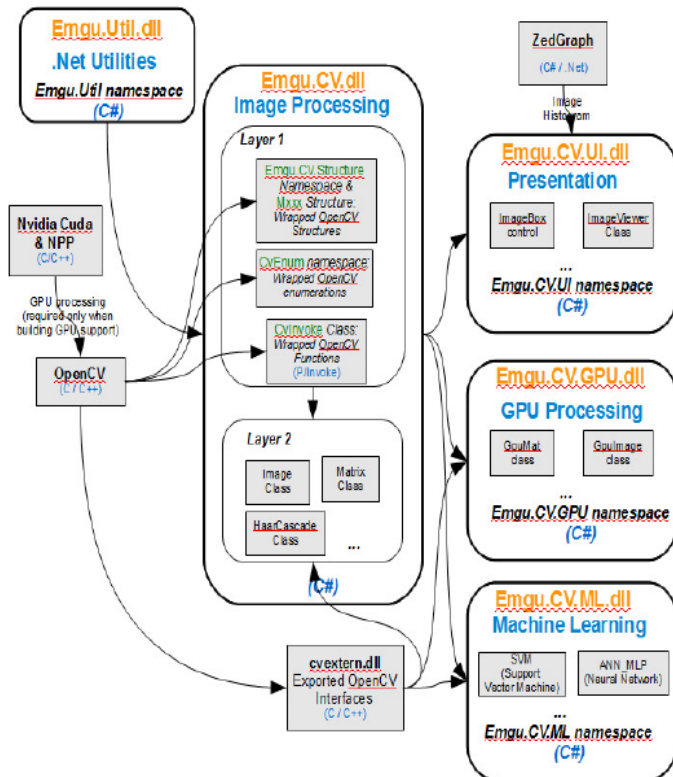 Emgu.Util.dll
.Net Utilities
Emgu.Util namespace
(C#)
ZedGraph
(C# / .Net)
Image
Histogram
Emgu.CV.dll
Image Processing
Layer 1
Emgu.CV.Structure
Namespace &
Mxxx Structure:
Wrapped OpenCV
Structures
CvEnum namespace:
Wrapped OpenCV
enumerations
CvInvoke Class:
Wrapped OpenCV
Functions
(P/Invoke)
Layer 2
Image
Class
Matrix
Class
HaarCascade
Class
...
(C#)
Nvidia Cuda
& NPP
(C/C++)
GPU processing
(required only when
building GPU support)
OpenCV
(C / C++)
cvextern.dll
Exported OpenCV
Interfaces
(C / C++)
Emgu.CV.UI.dll
Presentation
ImageBox
control
ImageViewer
Class
...
Emgu.CV.UI namespace
(C#)
Emgu.CV.GPU.dll
GPU Processing
GpuMat
class
GpuImage
class
...
Emgu.CV.GPU namespace
(C#)
Emgu.CV.ML.dll
Machine Learning
SVM
(Support
Vector Machine)
ANN_MLP
(Neural Network)
...
Emgu.CV.ML namespace
(C#)